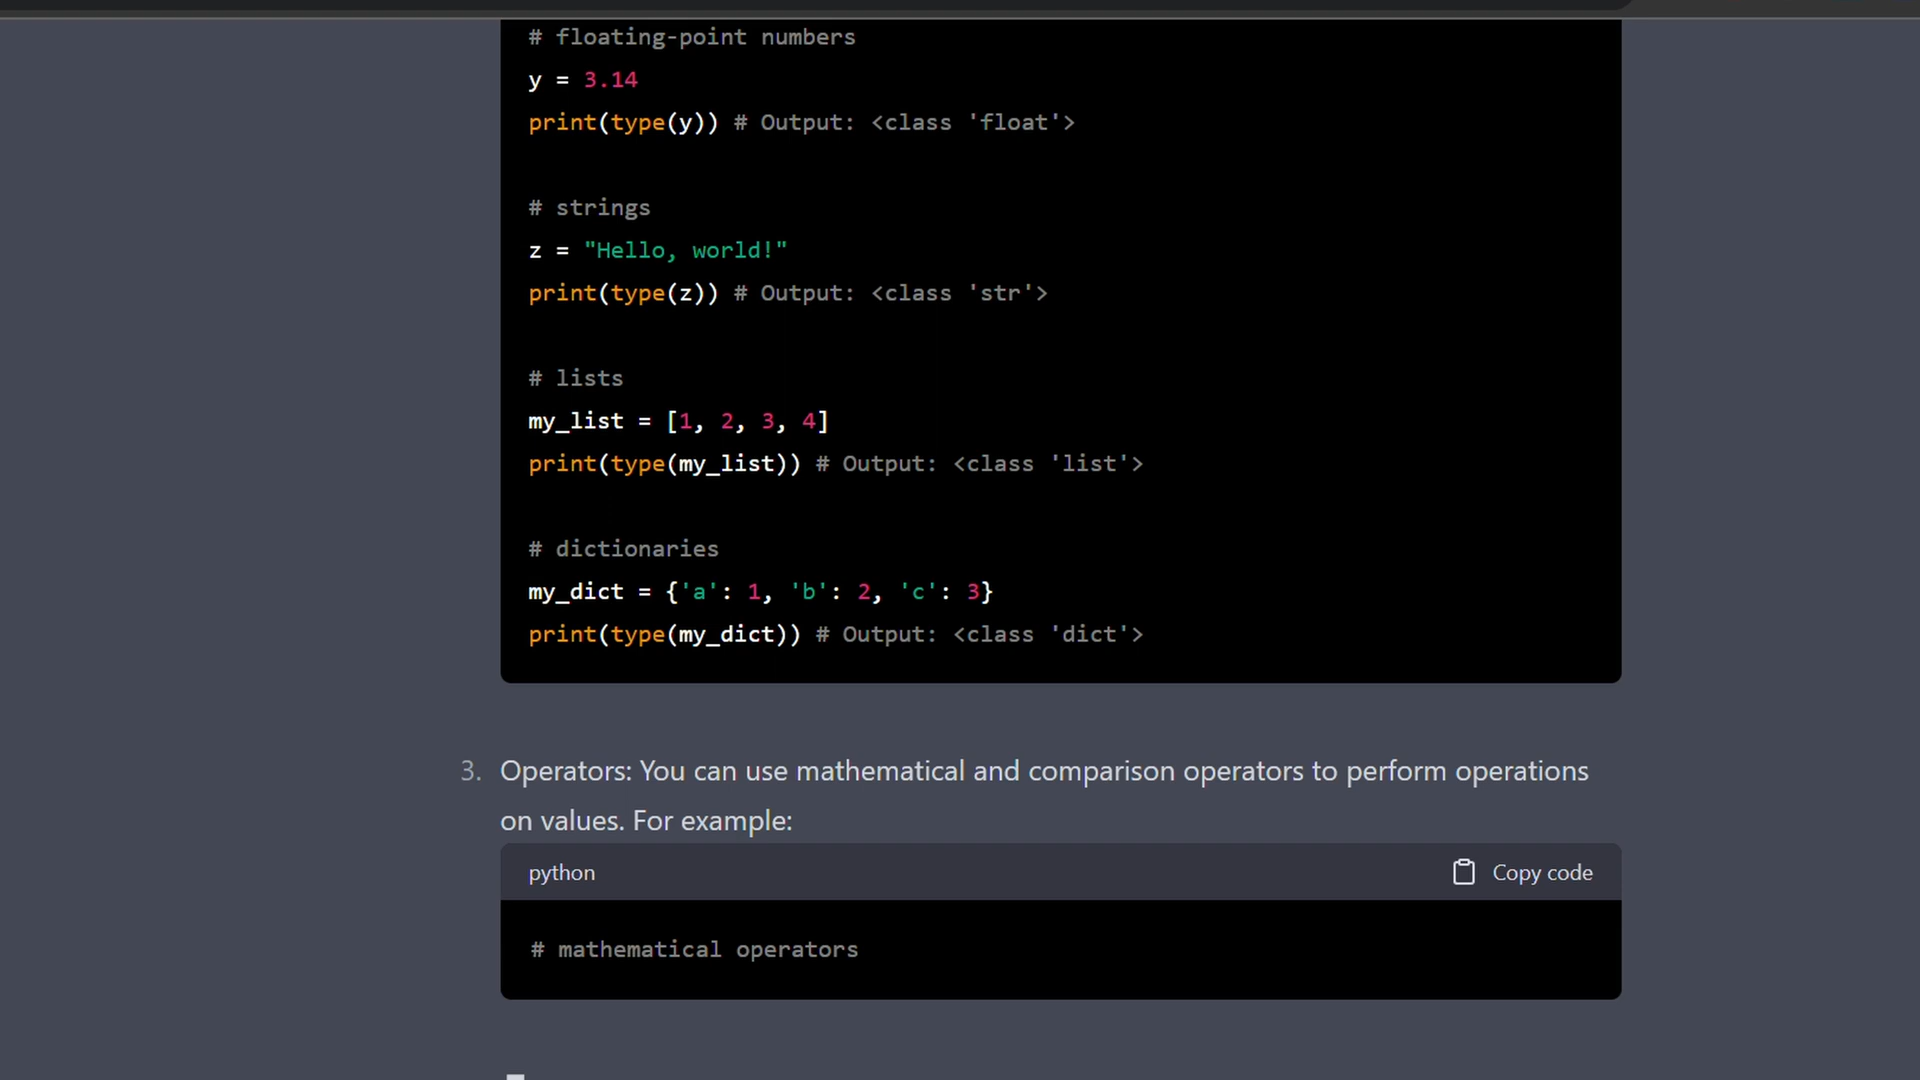 # floating-point numbers
y = 3.14
print(type(y)) # Output: <class 'float'>
# strings
z = "Hello, world!"
print(type(z)) # Output: <class 'str'>
# lists
my_list = [1, 2, 3, 4]
print(type(my_list)) # Output: <class 'list'>
# dictionaries
my_dict = {'a': 1, 'b': 2, 'c': 3}
print(type(my_dict)) # Output: <class 'dict'>
3. Operators: You can use mathematical and comparison operators to perform operations
on values. For example:
python Copy code
# mathematical operators